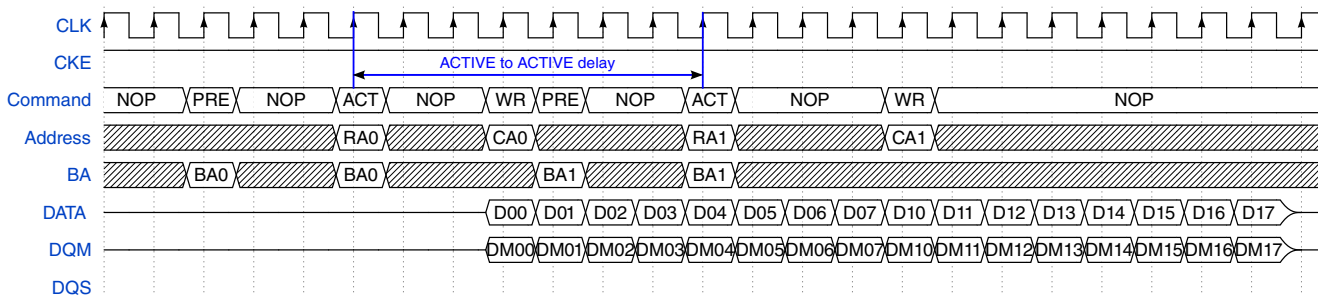 CLK
CKE
ACTIVE to ACTIVE delay
Command NOP PRE NOP ACT NOP WR PRE NOP ACT NOP WR NOP
Address RA0 CA0 RA1 CA1
BA BA0 BA0 BA1 BA1
DATA D00 D01 D02 D03 D04 D05 D06 D07 D10 D11 D12 D13 D14 D15 D16 D17
DQM DM00 DM01 DM02 DM03 DM04 DM05 DM06 DM07 DM10 DM11 DM12 DM13 DM14 DM15 DM16 DM17
DQS